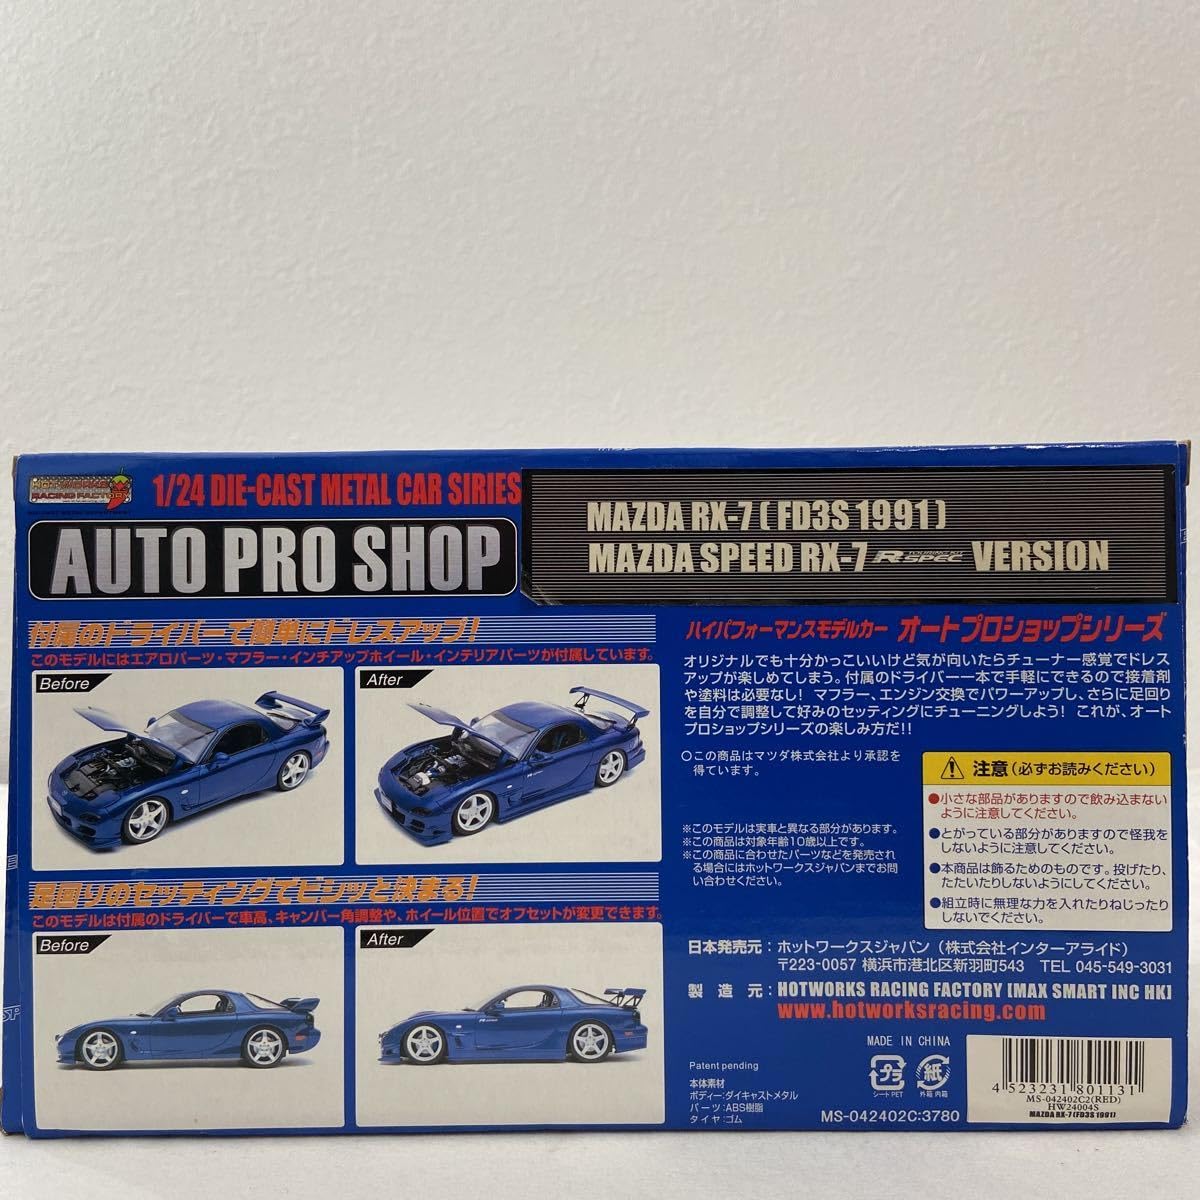 HOTWORKS
RACING FACTORY
1/24 DIE-CAST METAL CAR SIRIES
AUTO PRO SHOP
MAZDA RX-7 ( FD3S 1991 )
MAZDA SPEED RX-7 TOURING KIT R-SPEC VERSION
付属のドライバーで簡単にドレスアップ!
このモデルにはエアロパーツ・マフラー・インチアップホイール・インテリアパーツが付属しています。
Before
After
足回りのセッティングでビシッと決まる!
このモデルは付属のドライバーで車高、キャンバー角調整や、ホイール位置でオフセットが変更できます。
Before
After
ハイパフォーマンスモデルカー オートプロショップシリーズ
オリジナルでも十分かっこいいけど気が向いたらチューナー感覚でドレス
アップが楽しめてしまう。付属のドライバー一本で手軽にできるので接着剤
や塗料は必要なし! マフラー、エンジン交換でパワーアップし、さらに足回り
を自分で調整して好みのセッティングにチューニングしよう! これが、オート
プロショップシリーズの楽しみ方だ!!
○この商品はマツダ株式会社より承認を
得ています。
※このモデルは実車と異なる部分があります。
※この商品は対象年齢10歳以上です。
※この商品に合わせたパーツなどを発売され
る場合にはホットワークスジャパンまでお問
い合わせください。
注意(必ずお読みください)
●小さな部品がありますので飲み込まない
ように注意してください。
●とがっている部分がありますので怪我を
しないように注意してください。
●本商品は飾るためのものです。投げたり、
たたいたりしないようにしてください。
●組立時に無理な力を入れたりねじったり
しないでください。
日本発売元:ホットワークスジャパン(株式会社インターアライド)
〒223-0057 横浜市港北区新羽町543 TEL 045-549-3031
製造元:HOTWORKS RACING FACTORY [MAX SMART INC HK]
www.hotworksracing.com
MADE IN CHINA
Patent pending
本体素材
ボディー:ダイキャストメタル
パーツ:ABS樹脂
タイヤ:ゴム
プラ
シートPET
紙
外箱 内箱
MS-042402C:3780
4 523231 801131
MS-042402C2(RED)
HW24004S
MAZDA RX-7(FD3S 1991)